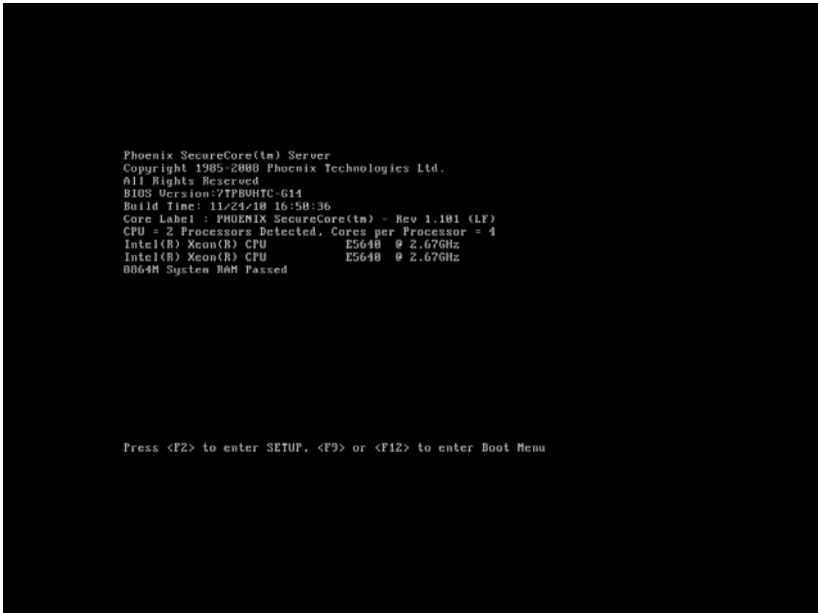 Phoenix SecureCore(tm) Server
Copyright 1985-2008 Phoenix Technologies Ltd.
All Rights Reserved
BIOS Version:7TPBVHTC-G14
Build Time: 11/24/10 16:50:36
Core Label : PHOENIX SecureCore(tm) - Rev 1.101 (LF)
CPU = 2 Processors Detected, Cores per Processor = 4
Intel(R) Xeon(R) CPU E5640 @ 2.67GHz
Intel(R) Xeon(R) CPU E5640 @ 2.67GHz
8064M System RAM Passed
Press <F2> to enter SETUP, <F9> or <F12> to enter Boot Menu